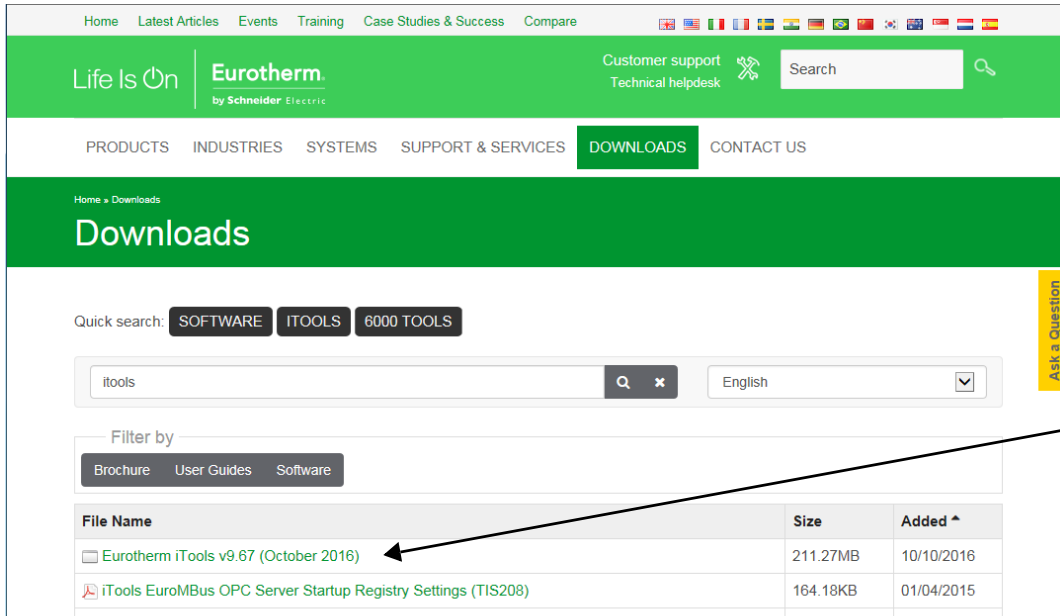 Home Latest Articles Events Training Case Studies & Success Compare
Life Is On
Eurotherm.
by Schneider Electric
Customer support
Technical helpdesk
Search
PRODUCTS INDUSTRIES SYSTEMS SUPPORT & SERVICES DOWNLOADS CONTACT US
Home » Downloads
Downloads
Ask a Question
Quick search: SOFTWARE ITOOLS 6000 TOOLS
itools English
Filter by
Brochure User Guides Software
File Name Size Added
Eurotherm iTools v9.67 (October 2016) 211.27MB 10/10/2016
iTools EuroMBus OPC Server Startup Registry Settings (TIS208) 164.18KB 01/04/2015